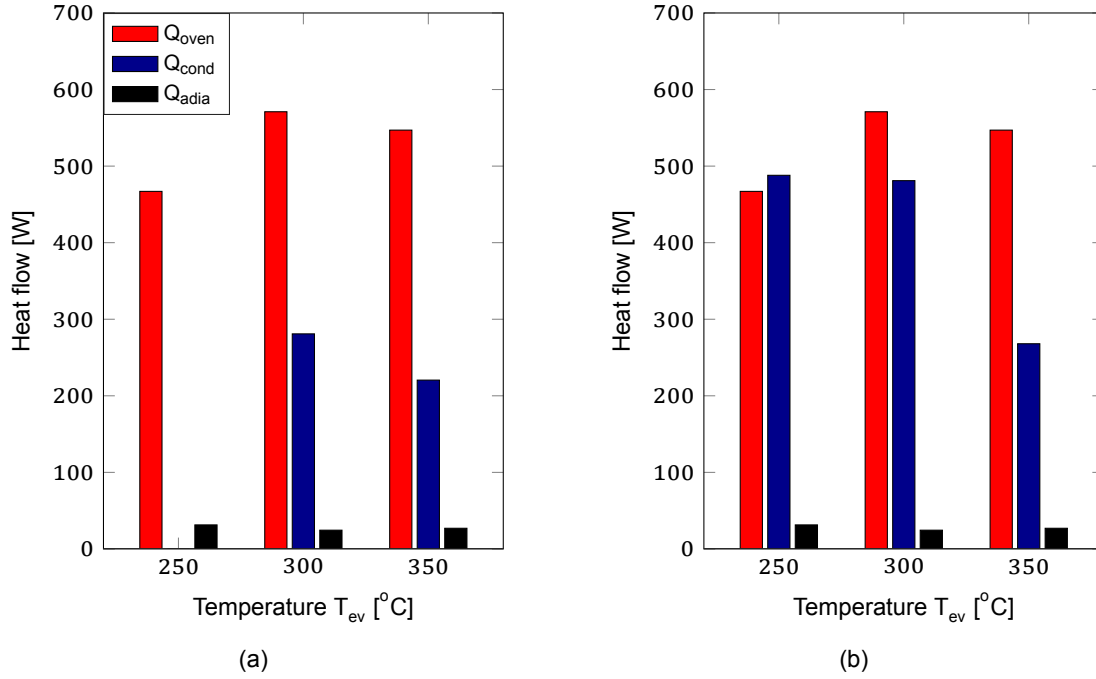 700
600
500
400
300
200
100
0
Heat flow [W]
Q_oven
Q_cond
Q_adia
250 300 350
Temperature T_ev [°C]
(a)
700
600
500
400
300
200
100
0
Heat flow [W]
250 300 350
Temperature T_ev [°C]
(b)